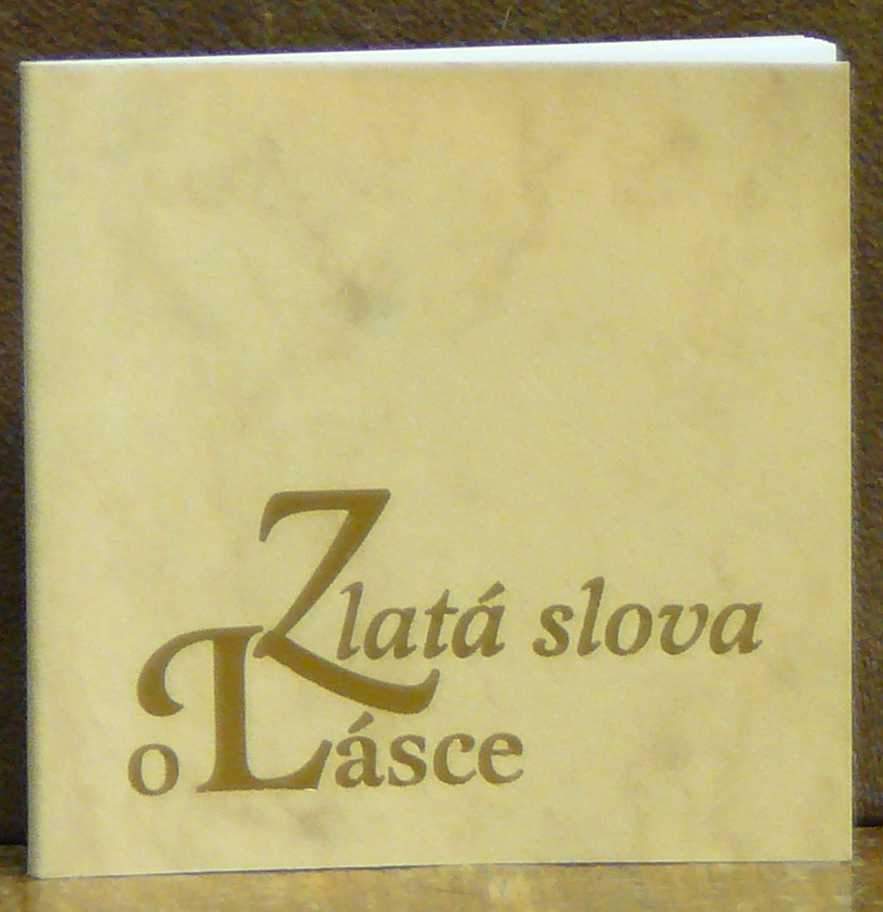 Zlatá slova
o Lásce